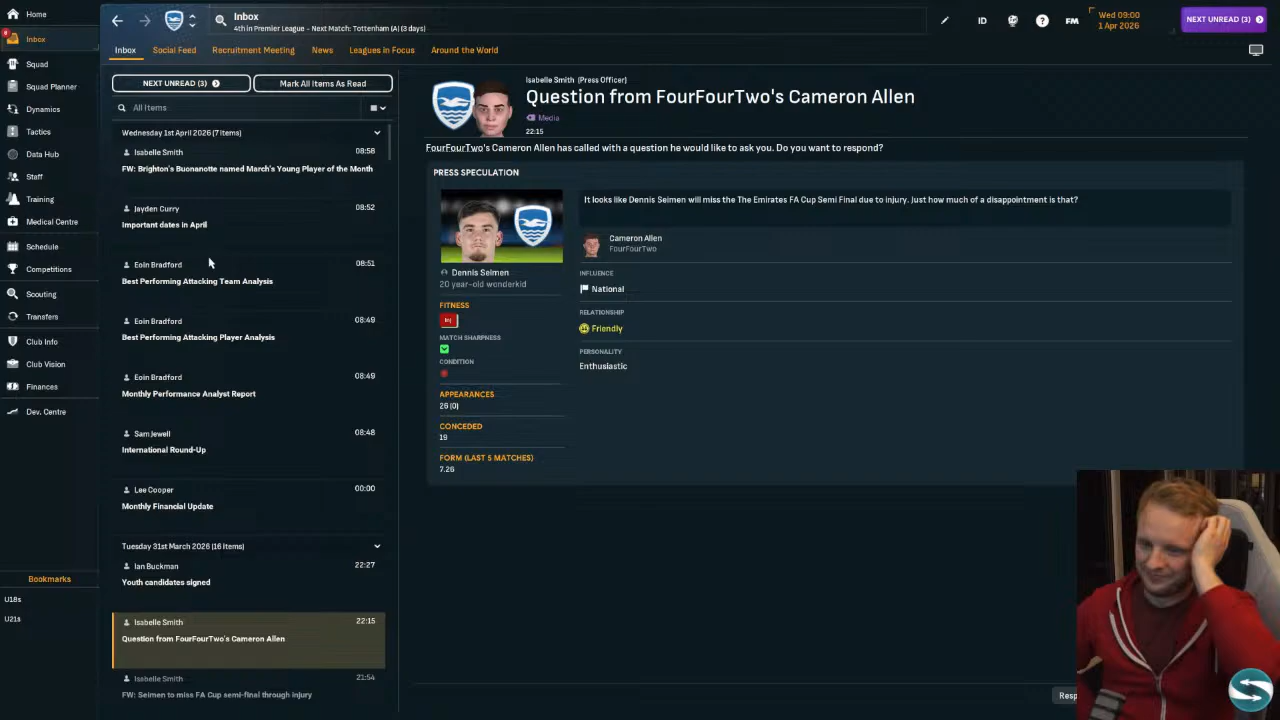 Home
Inbox
Squad
Squad Planner
Dynamics
Tactics
Data Hub
Staff
Training
Medical Centre
Schedule
Competitions
Scouting
Transfers
Club Info
Club Vision
Finances
Dev. Centre
Bookmarks
U18s
U21s
Inbox
4th in Premier League - Next Match: Tottenham (A) (3 days)
ID
FM
Wed 09:00
1 Apr 2026
NEXT UNREAD (3)
Inbox
Social Feed
Recruitment Meeting
News
Leagues in Focus
Around the World
NEXT UNREAD (3)
Mark All Items As Read
All Items
Wednesday 1st April 2026 (7 items)
Isabelle Smith 08:58
FW: Brighton's Buonanotte named March's Young Player of the Month
Jayden Curry 08:52
Important dates in April
Eoin Bradford 08:51
Best Performing Attacking Team Analysis
Eoin Bradford 08:49
Best Performing Attacking Player Analysis
Eoin Bradford 08:49
Monthly Performance Analyst Report
Sam Jewell 08:48
International Round-Up
Lee Cooper 00:00
Monthly Financial Update
Tuesday 31st March 2026 (16 items)
Ian Buckman 22:27
Youth candidates signed
Isabelle Smith 22:15
Question from FourFourTwo's Cameron Allen
Isabelle Smith 21:54
FW: Seimen to miss FA Cup semi-final through injury
Isabelle Smith (Press Officer)
Question from FourFourTwo's Cameron Allen
Media
22:15
FourFourTwo's Cameron Allen has called with a question he would like to ask you. Do you want to respond?
PRESS SPECULATION
Dennis Seimen
20 year-old wonderkid
FITNESS
Inj
MATCH SHARPNESS
CONDITION
APPEARANCES
26 (0)
CONCEDED
19
FORM (LAST 5 MATCHES)
7.26
It looks like Dennis Seimen will miss the The Emirates FA Cup Semi Final due to injury. Just how much of a disappointment is that?
Cameron Allen
FourFourTwo
INFLUENCE
National
RELATIONSHIP
Friendly
PERSONALITY
Enthusiastic
Resp